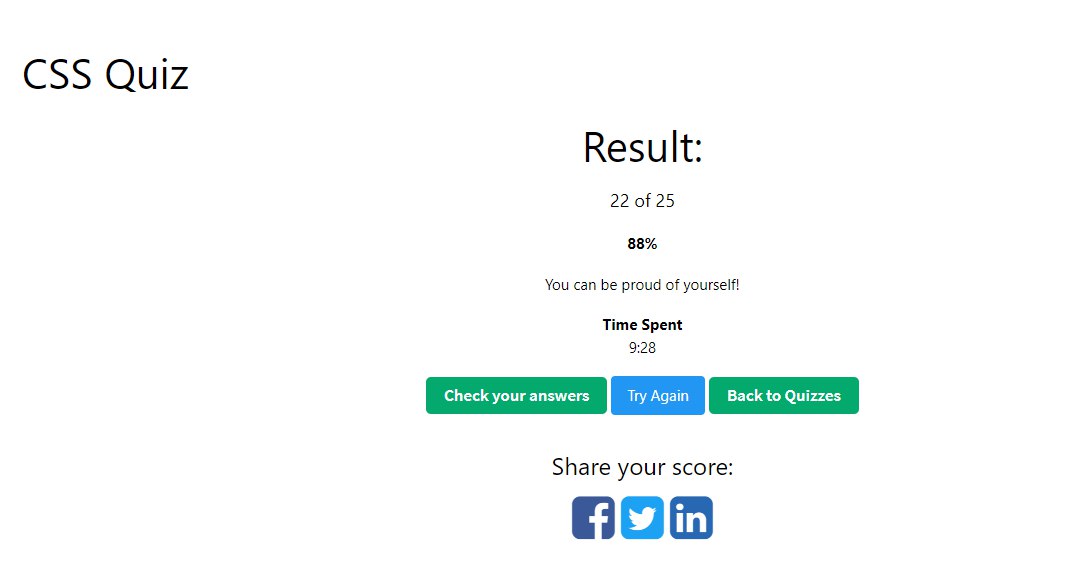 CSS Quiz
Result:
22 of 25
88%
You can be proud of yourself!
Time Spent
9:28
Check your answers Try Again Back to Quizzes
Share your score:
f in